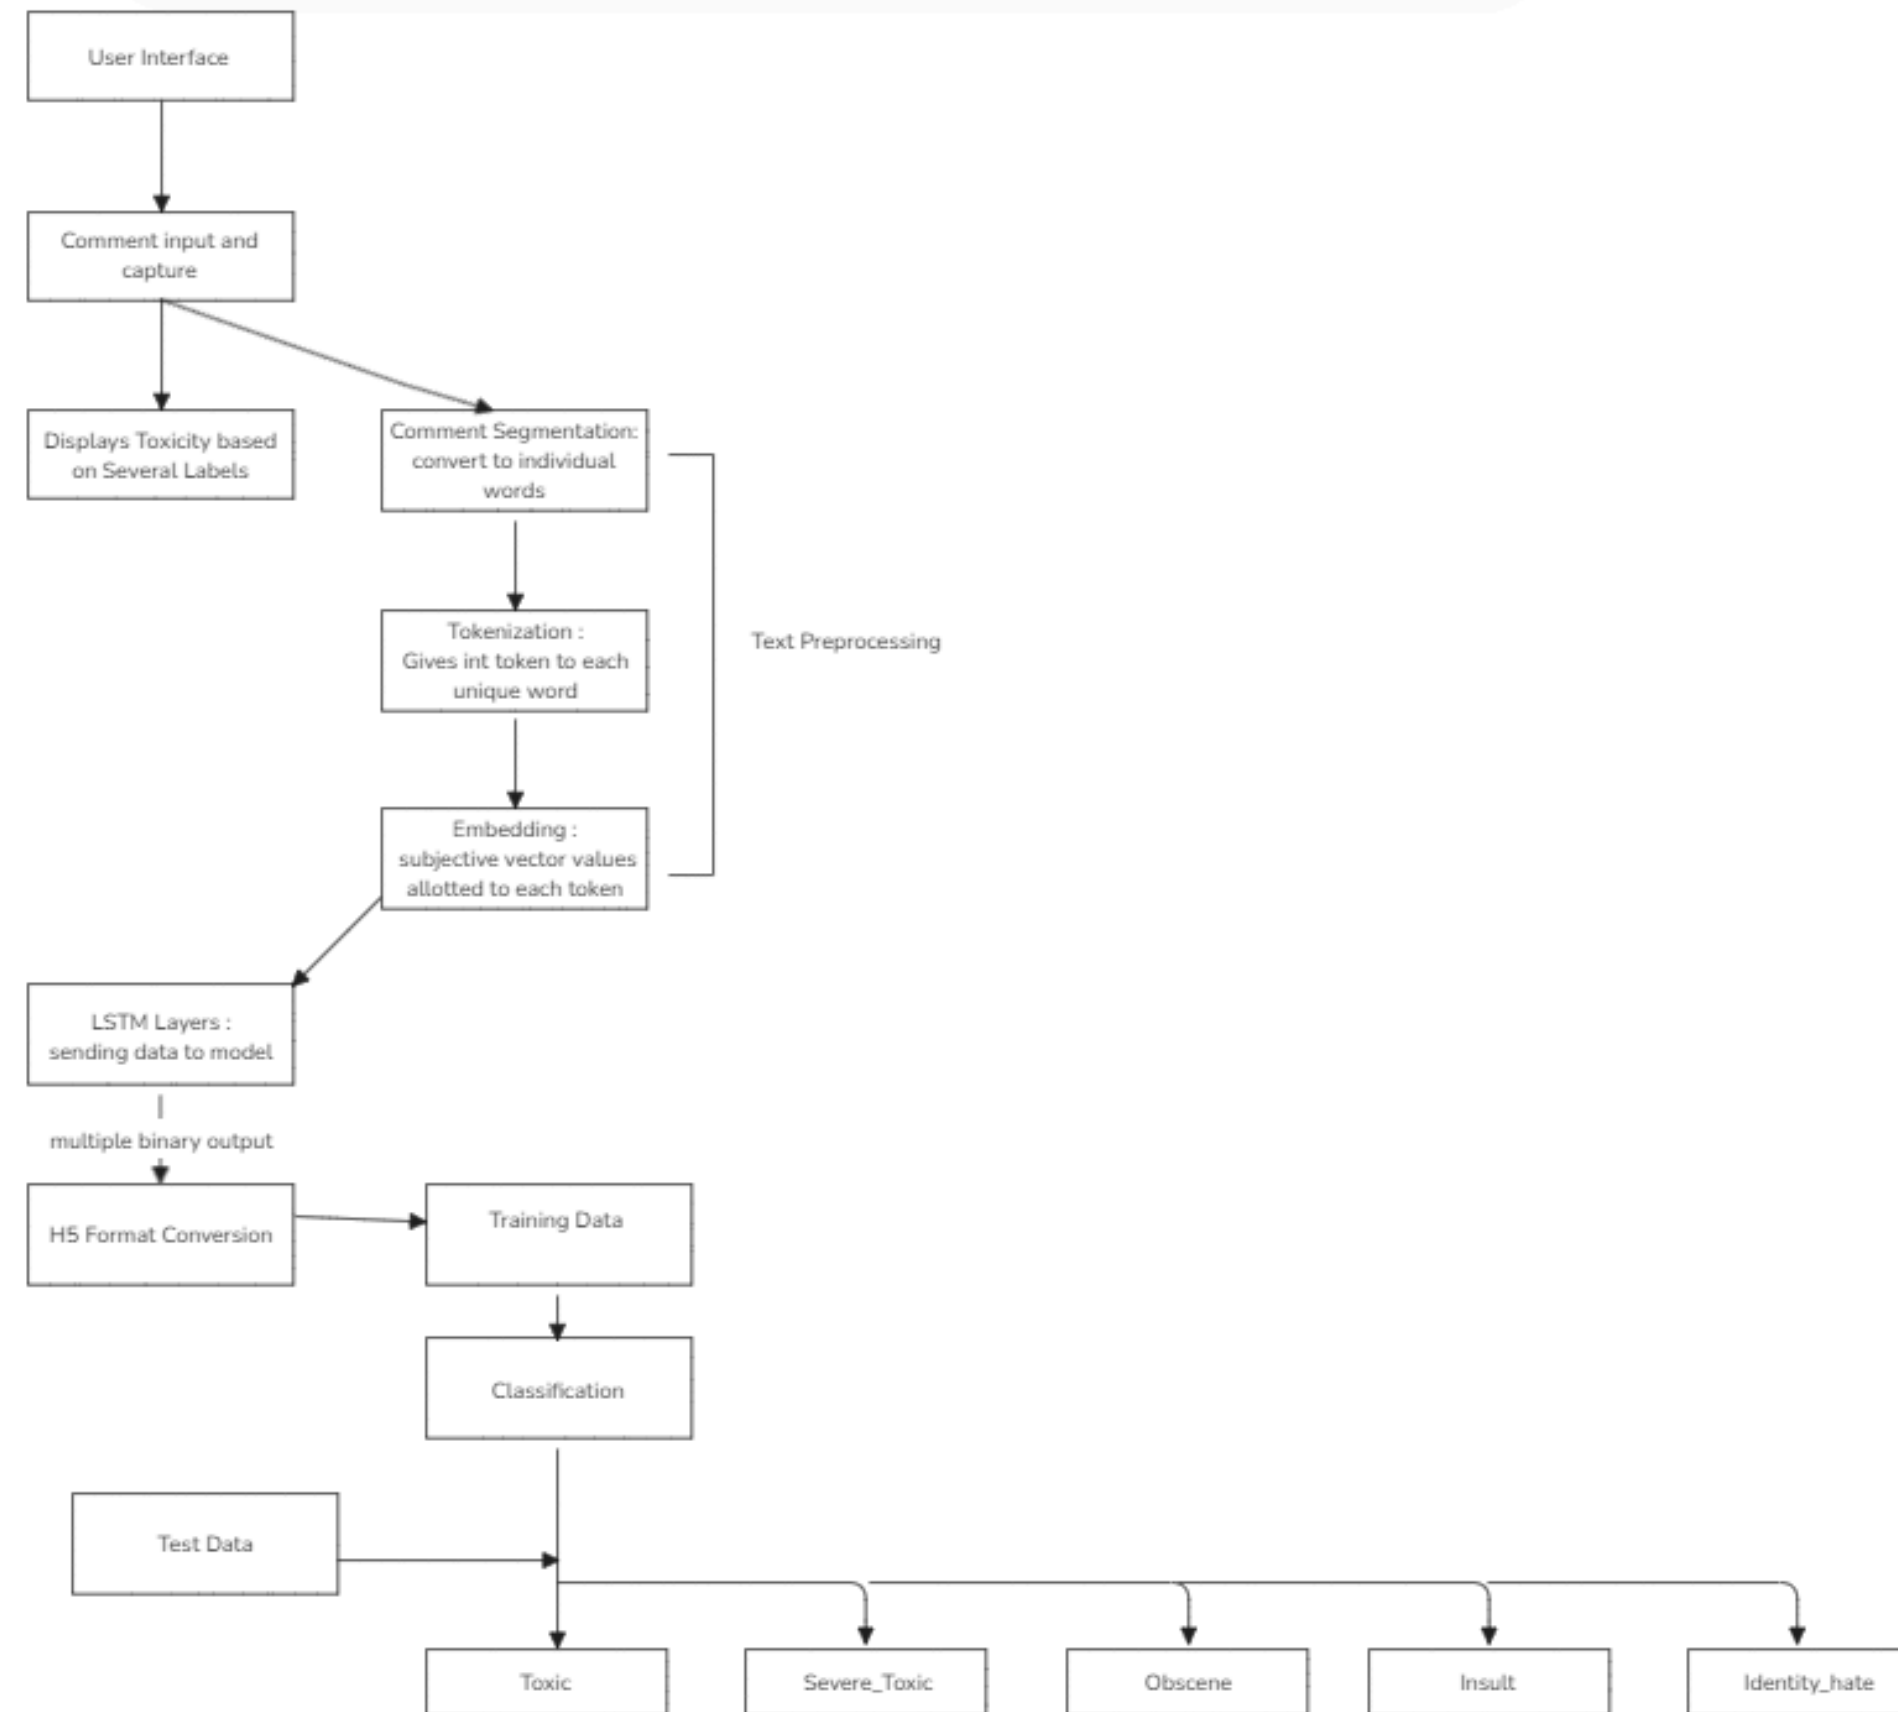 User Interface
Comment input and
capture
Displays Toxicity based
on Several Labels
Comment Segmentation:
convert to individual
words
Tokenization :
Gives int token to each
unique word
Text Preprocessing
Embedding :
subjective vector values
allotted to each token
LSTM Layers :
sending data to model
multiple binary output
H5 Format Conversion
Training Data
Classification
Test Data
Toxic
Severe_Toxic
Obscene
Insult
Identity_hate